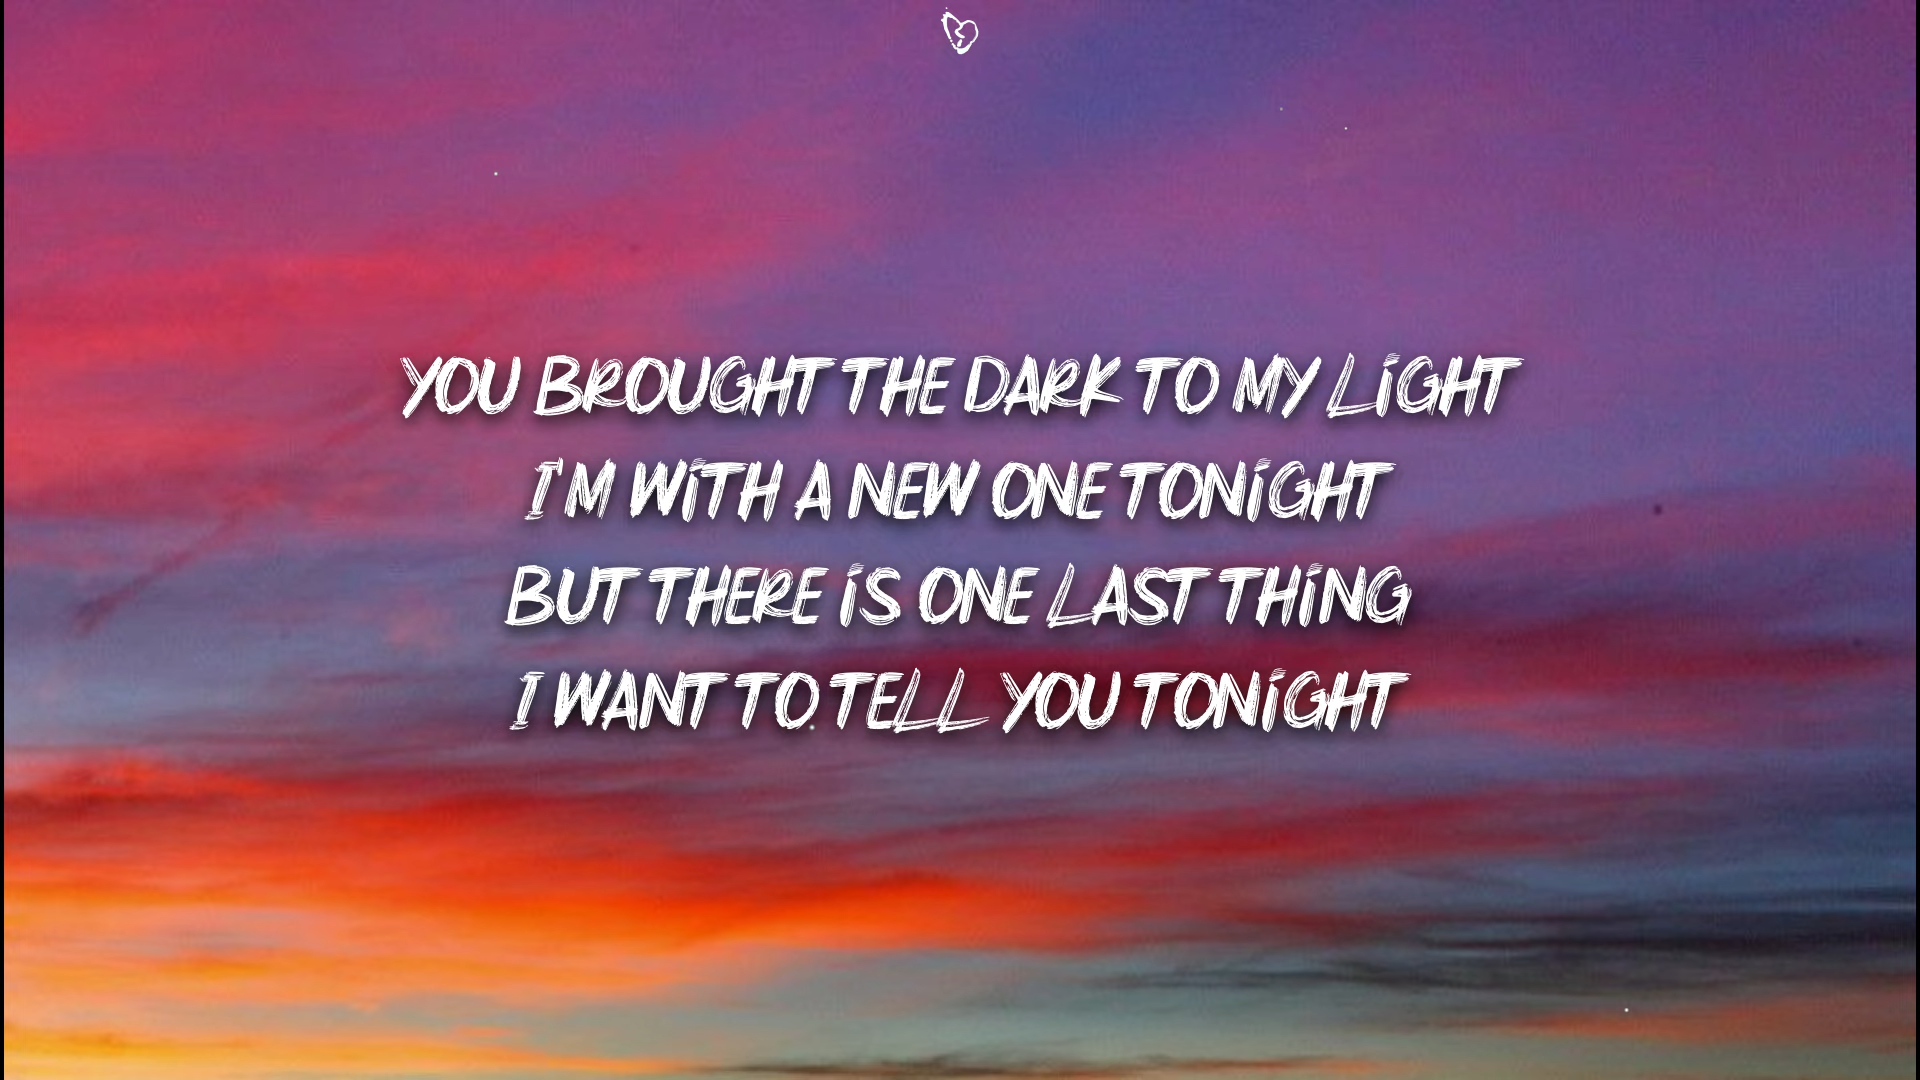 YOU BROUGHT THE DARK TO MY LIGHT
I'M WITH A NEW ONE TONIGHT
BUT THERE IS ONE LAST THING
I WANT TO TELL YOU TONIGHT